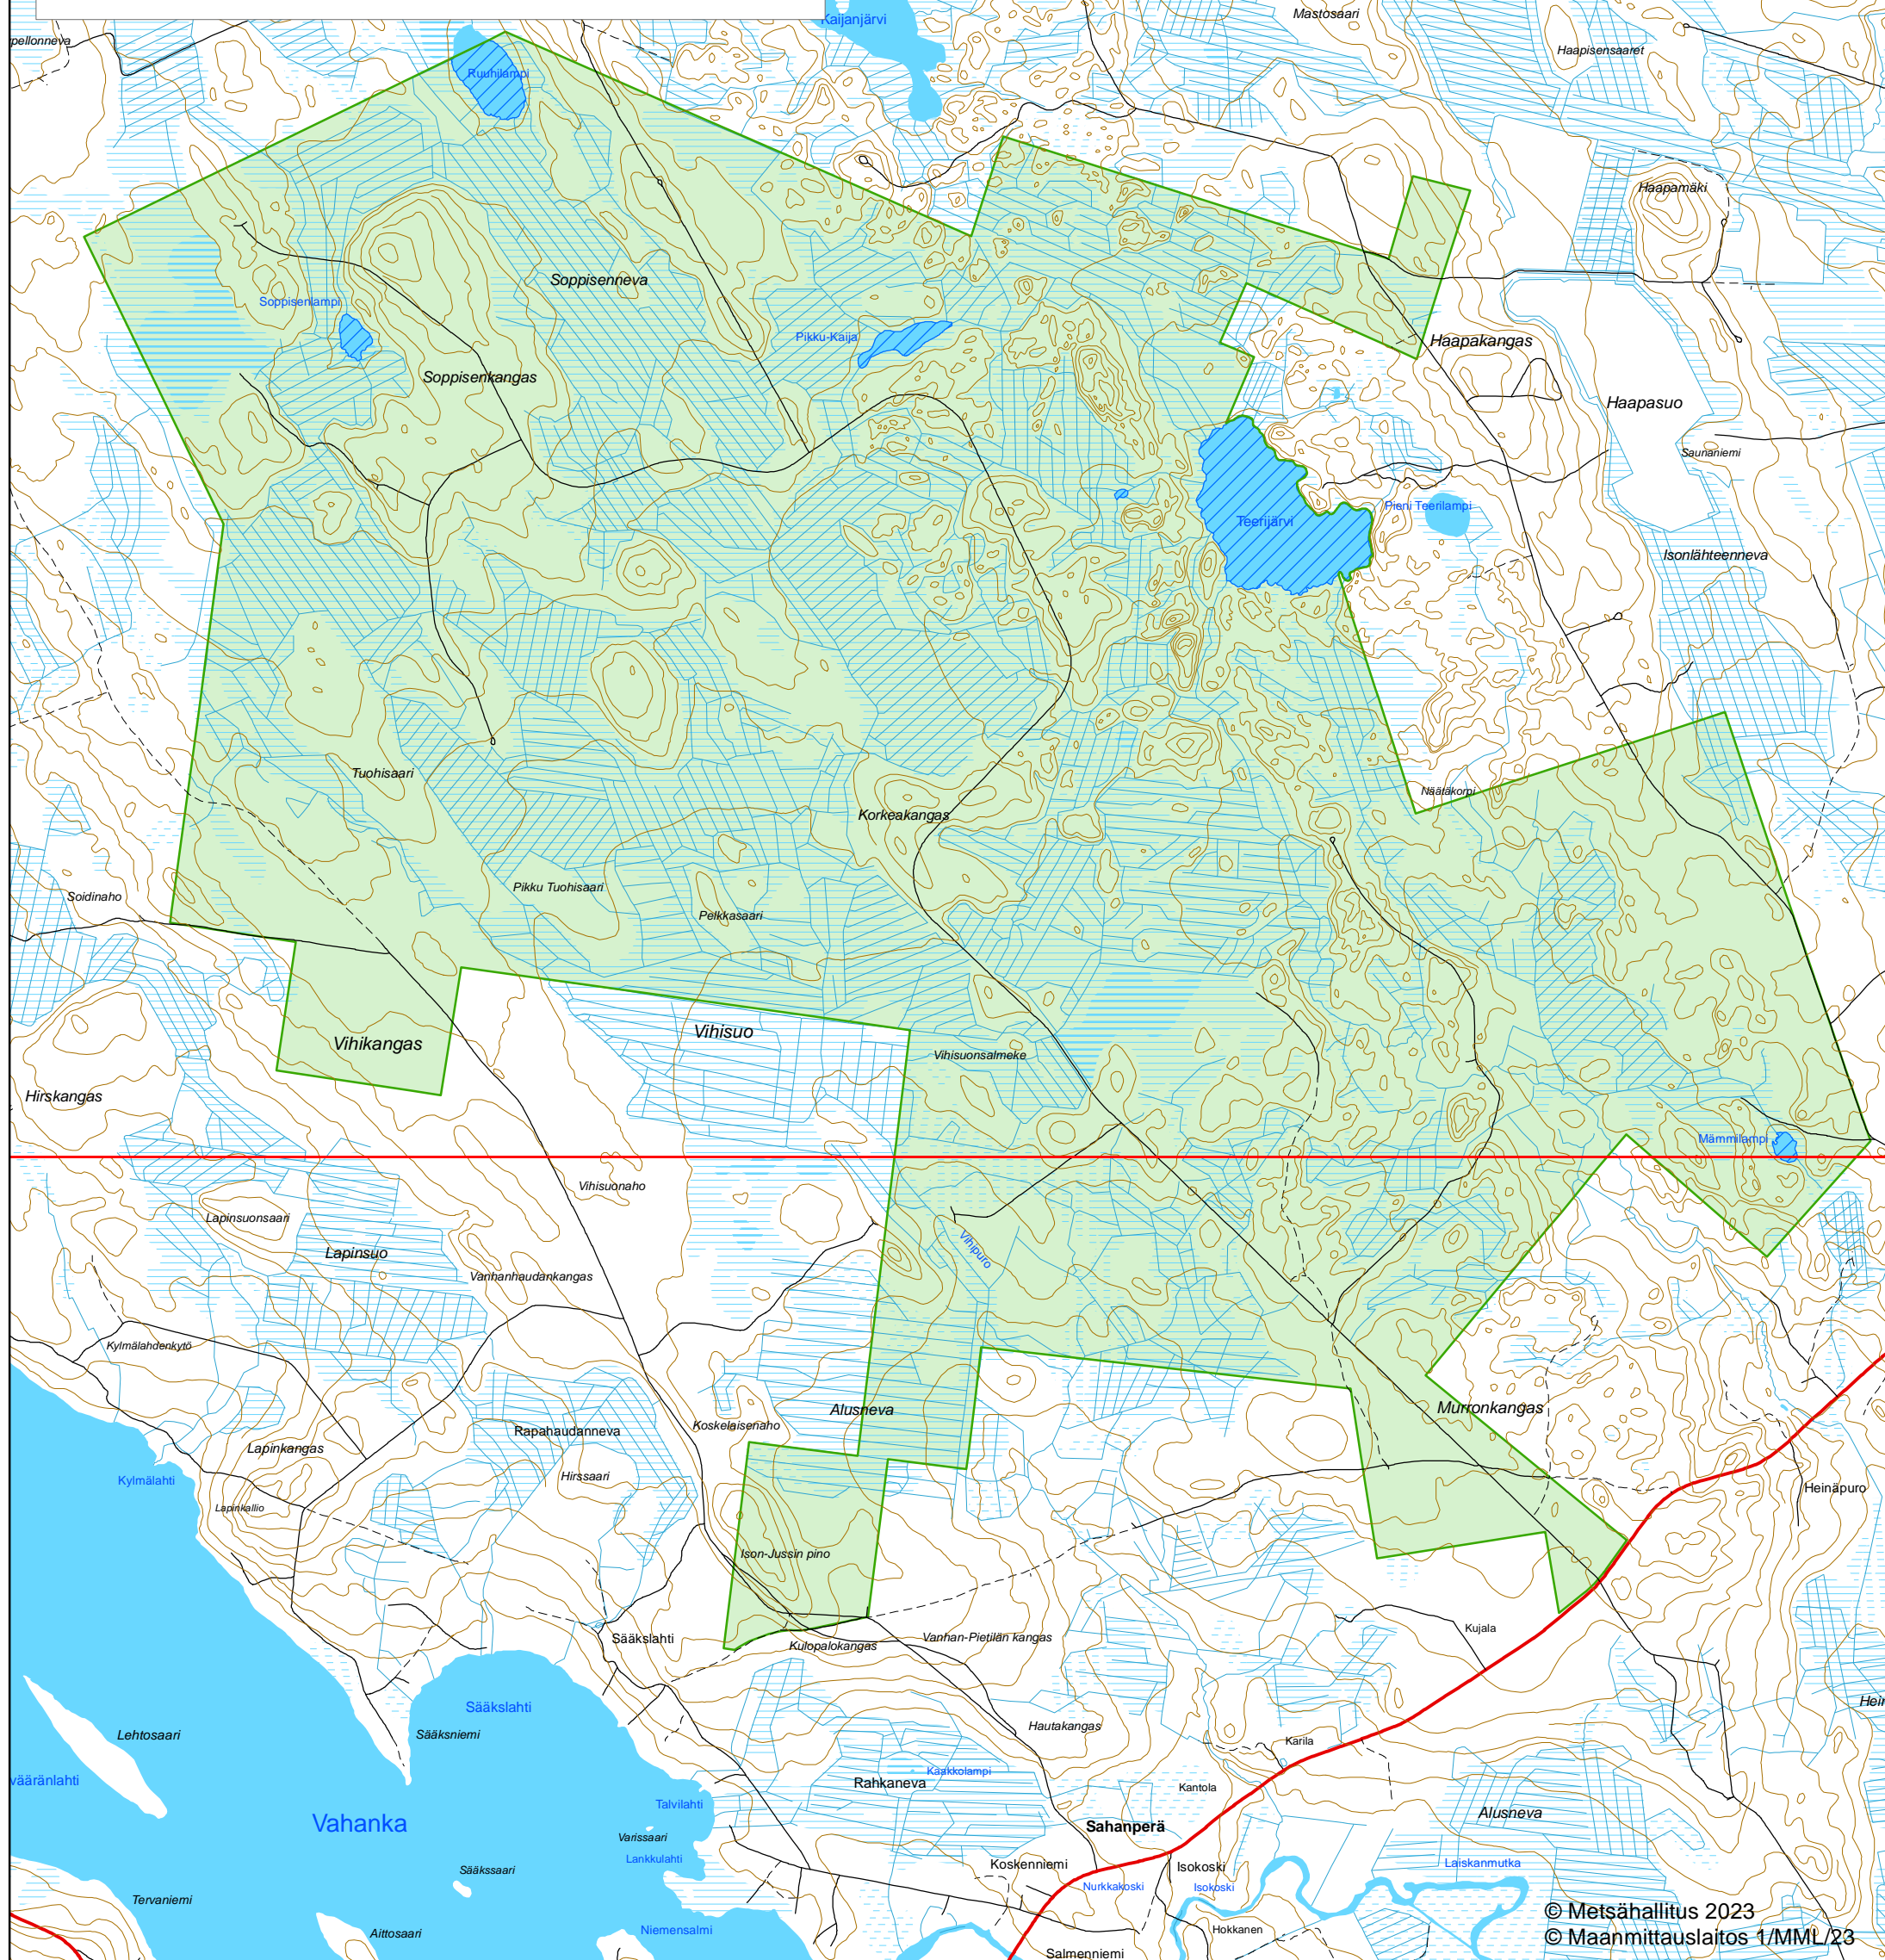 Kaijanjärvi
Mastosaari
pellonneva
Haapisensaaret
Ruuhilampi
Haapamäki
Soppisenneva
Soppisenlampi
Pikku-Kaija
Haapakangas
Soppisenkangas
Haapasuo
Saunaniemi
Pieni Teerilampi
Teerijärvi
Isonlähteenneva
Tuohisaari
Näätäkorpi
Korkeakangas
Pikku Tuohisaari
Soidinaho
Pelkkasaari
Vihisuo
Vihikangas
Vihisuonsalmeke
Hirskangas
Mämmilampi
Vihisuonaho
Lapinsuonsaari
Vihipuro
Lapinsuo
Vanhanhaudankangas
Kylmälahdenkytö
Alusneva
Murronkangas
Koskelaisenaho
Rapahaudanneva
Lapinkangas
Kylmälahti
Hirssaari
Heinäpuro
Lapinkallio
Ison-Jussin pino
Kujala
Sääkslahti
Vanhan-Pietilän kangas
Kulopalokangas
Hein
Sääkslahti
Hautakangas
Lehtosaari
Sääksniemi
Karila
Kaakkolampi
vääränlahti
Rahkaneva
Kantola
Talvilahti
Alusneva
Vahanka
Sahanperä
Varissaari
Lankkulahti
Koskenniemi
Isokoski
Laiskanmutka
Sääkssaari
Nurkkakoski
Isokoski
Tervaniemi
© Metsähallitus 2023
Niemensalmi
Hokkanen
Aittosaari
© Maanmittauslaitos 1/MML/23
Salmenniemi